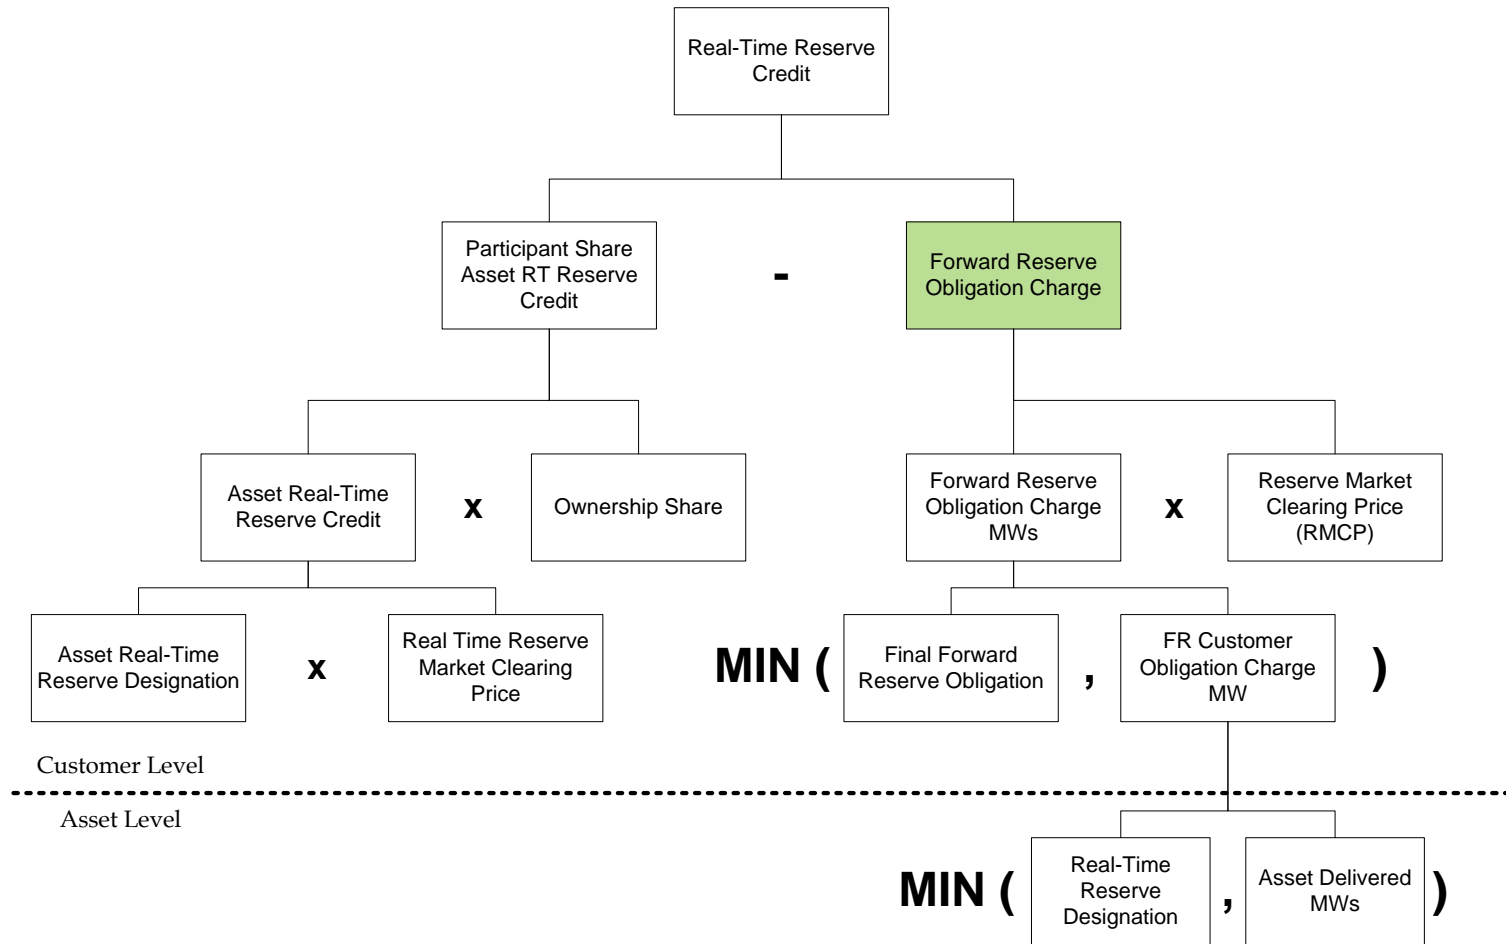 Real-Time Reserve
Credit
Participant Share
Asset RT Reserve
Credit
-
Forward Reserve
Obligation Charge
Asset Real-Time
Reserve Credit
x
Ownership Share
Forward Reserve
Obligation Charge
MWs
x
Reserve Market
Clearing Price
(RMCP)
Asset Real-Time
Reserve Designation
x
Real Time Reserve
Market Clearing
Price
MIN (
Final Forward
Reserve Obligation
,
FR Customer
Obligation Charge
MW
)
Customer Level
Asset Level
MIN (
Real-Time
Reserve
Designation
,
Asset Delivered
MWs
)